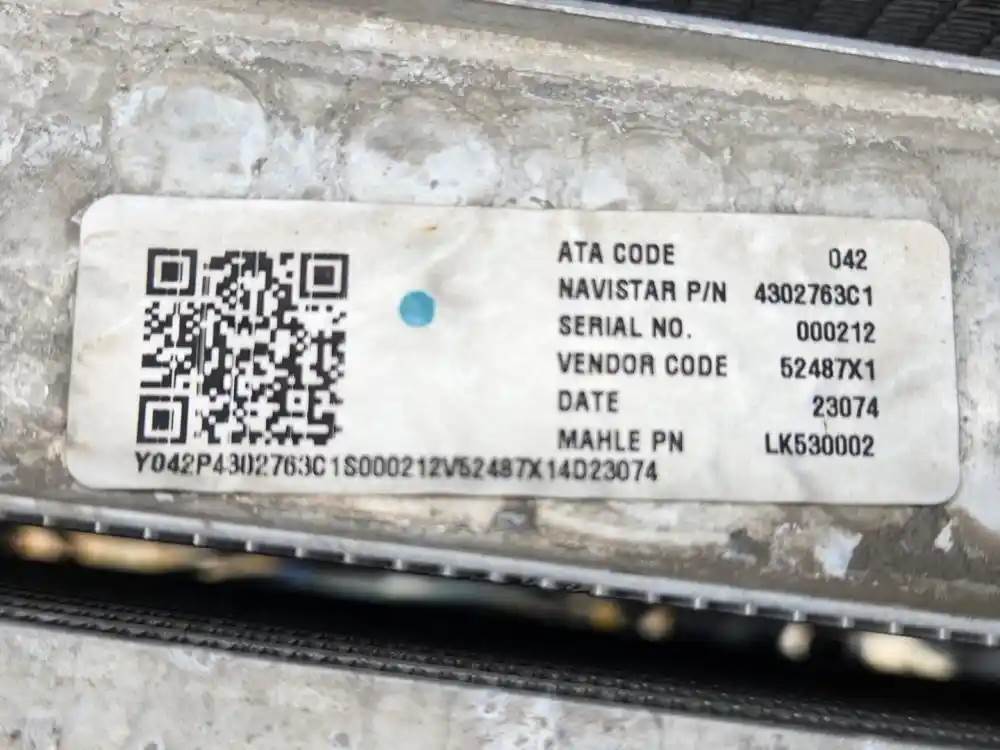 ATA CODE 042
NAVISTAR P/N 4302763C1
SERIAL NO. 000212
VENDOR CODE 52487X1
DATE 23074
MAHLE PN LK530002
Y042P4302763C1S000212V52487X14D23074